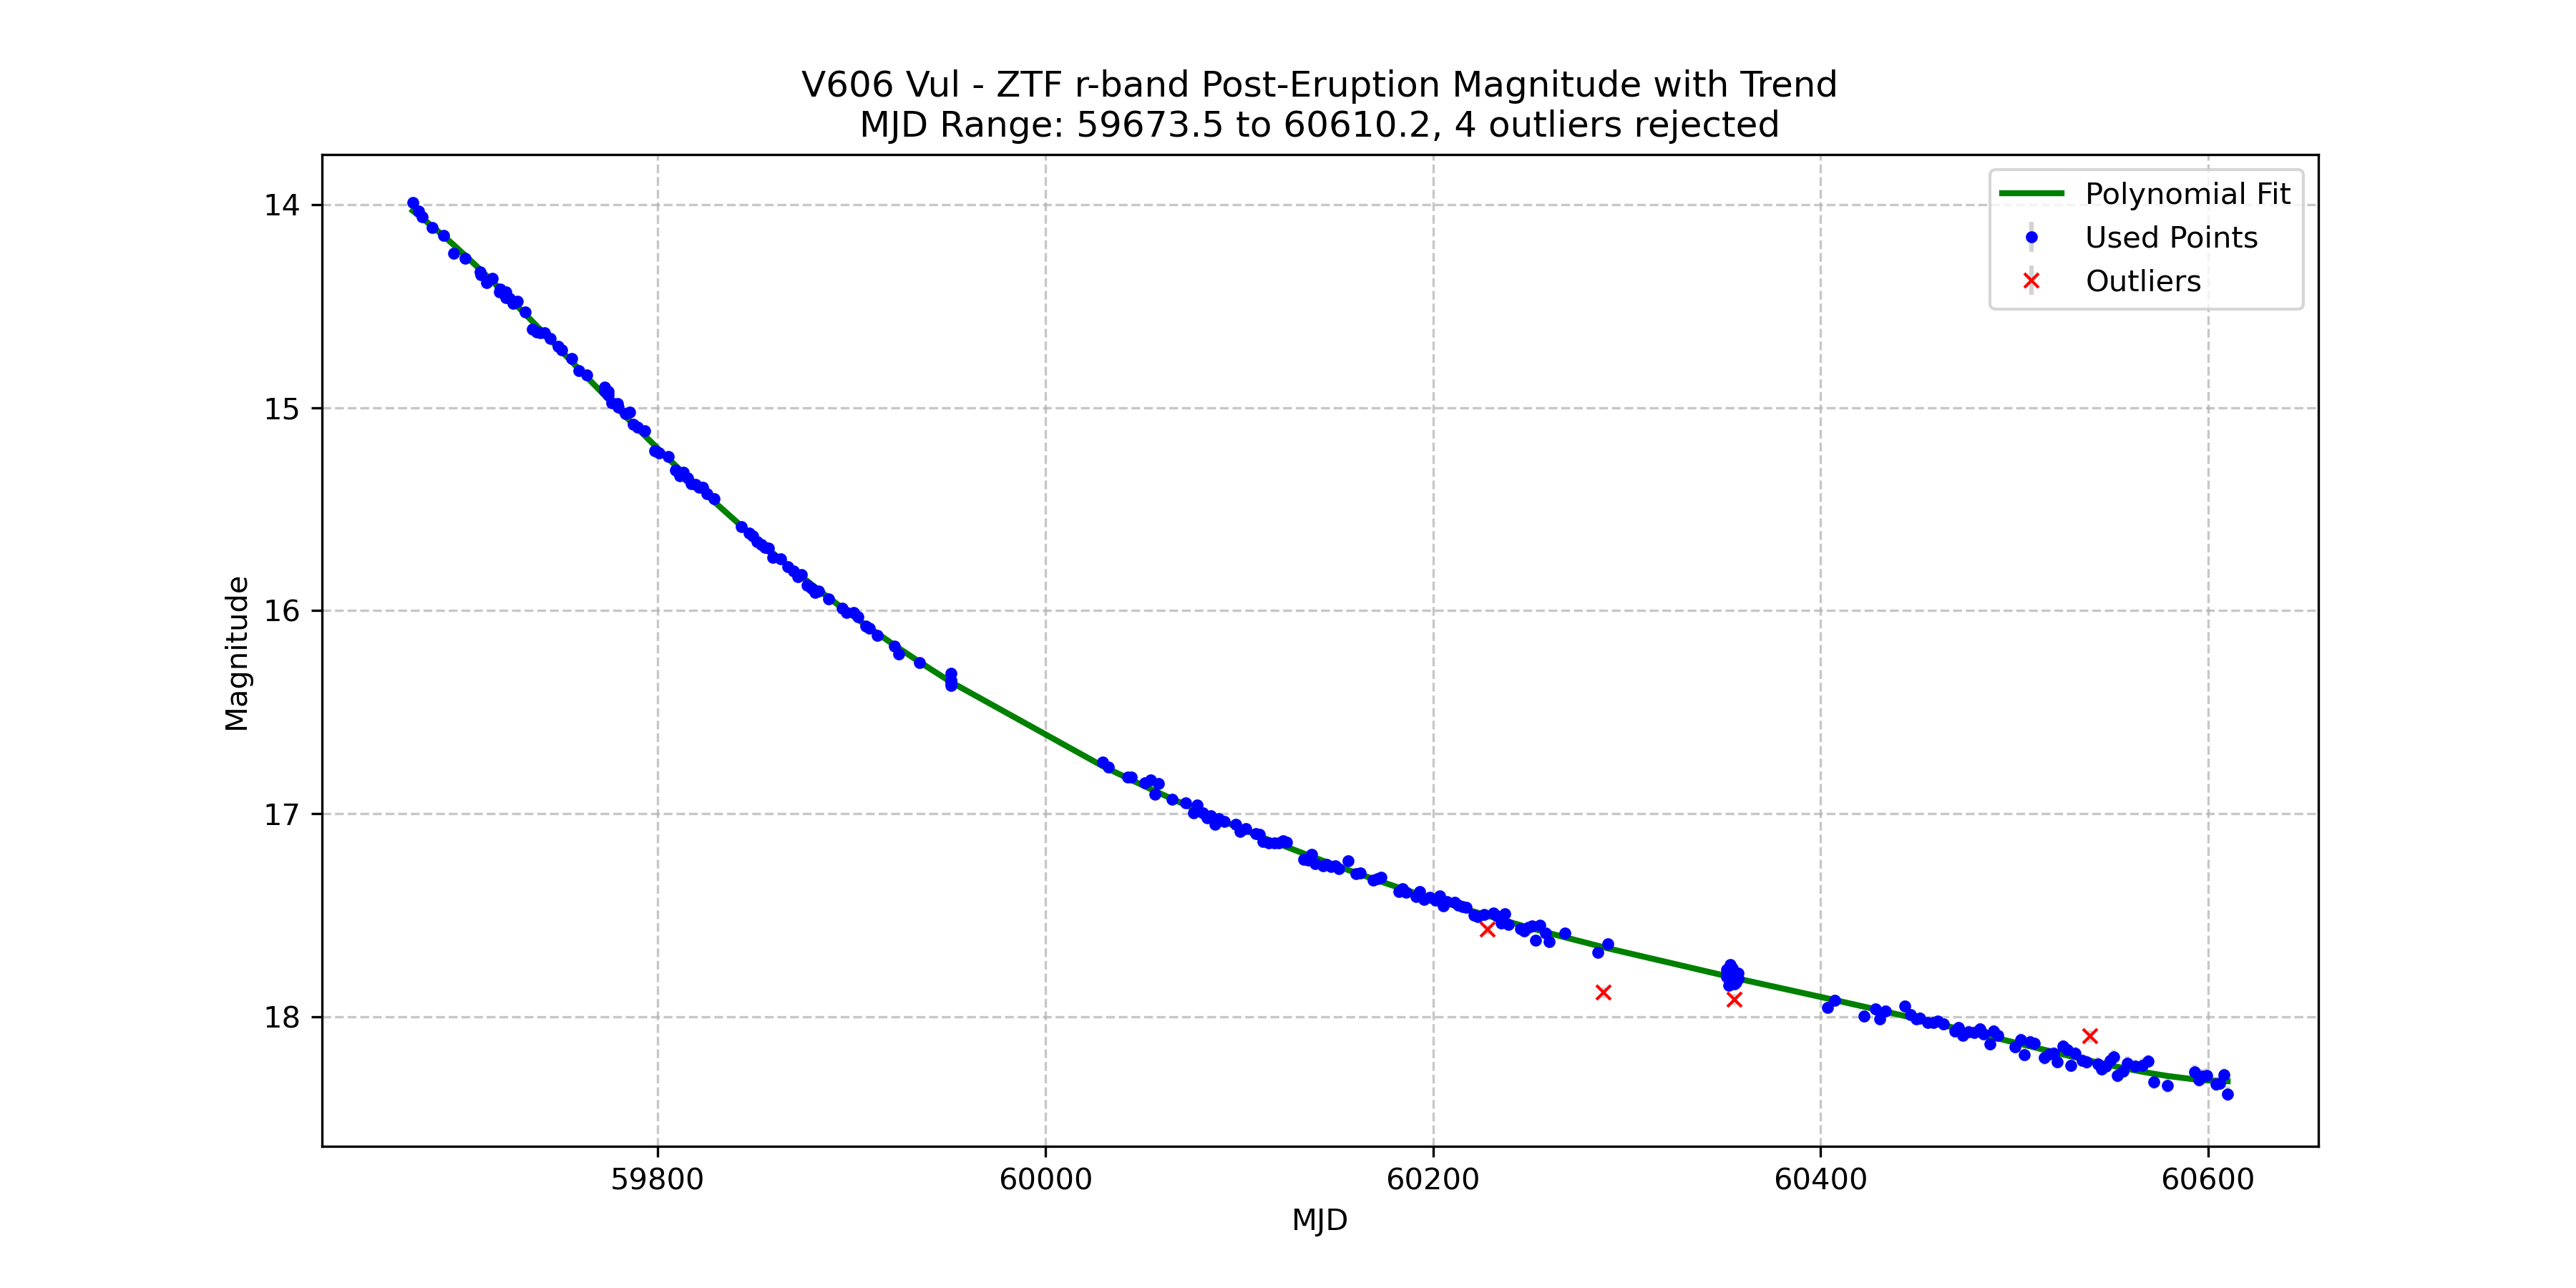 V606 Vul - ZTF r-band Post-Eruption Magnitude with Trend
MJD Range: 59673.5 to 60610.2, 4 outliers rejected
Polynomial Fit
Used Points
Outliers
Magnitude
14
15
16
17
18
59800
60000
60200
60400
60600
MJD